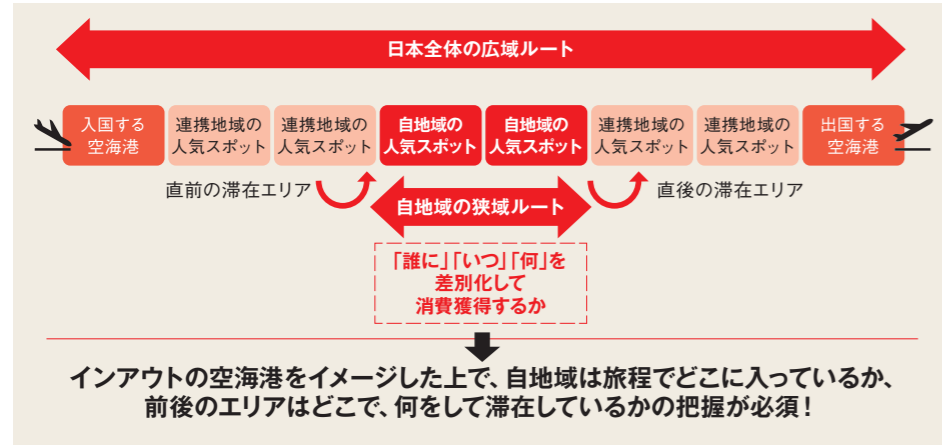 日本全体の広域ルート
入国する
空海港
連携地域の
人気スポット
連携地域の
人気スポット
自地域の
人気スポット
自地域の
人気スポット
連携地域の
人気スポット
連携地域の
人気スポット
出国する
空海港
直前の滞在エリア
自地域の狭域ルート
直後の滞在エリア
「誰に」「いつ」「何」を
差別化して
消費獲得するか
インアウトの空海港をイメージした上で、自地域は旅程でどこに入っているか、
前後のエリアはどこで、何をして滞在しているかの把握が必須！